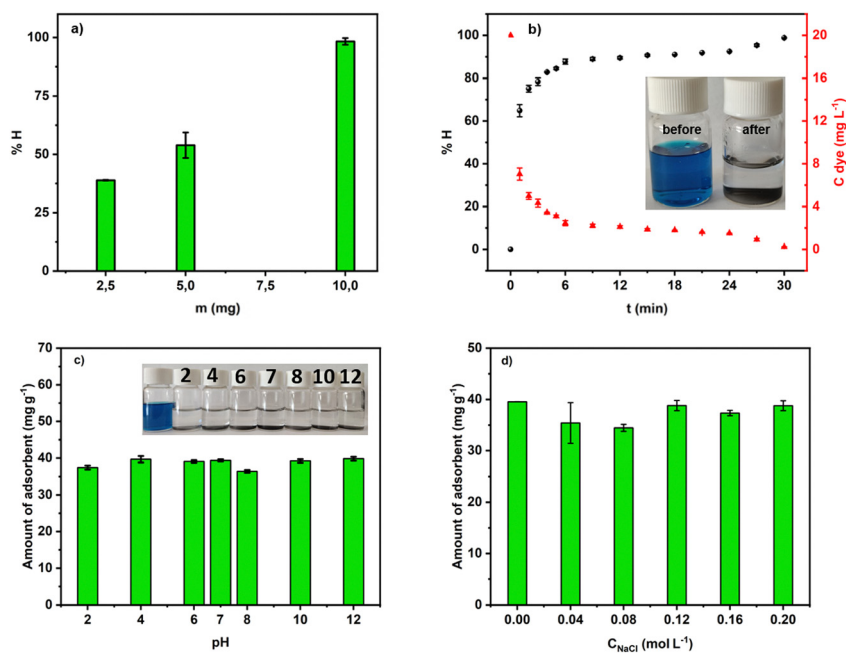 a)
100
75
50
25
0
% H
2,5 5,0 7,5 10,0
m (mg)
b)
100
80
60
40
20
0
% H
20
16
12
8
4
0
C dye (mg L-1)
before after
0 6 12 18 24 30
t (min)
c)
70
60
50
40
30
20
10
0
Amount of adsorbent (mg g-1)
2 4 6 7 8 10 12
2 4 6 7 8 10 12
pH
d)
50
40
30
20
10
0
Amount of adsorbent (mg g-1)
0.00 0.04 0.08 0.12 0.16 0.20
CNaCl (mol L-1)